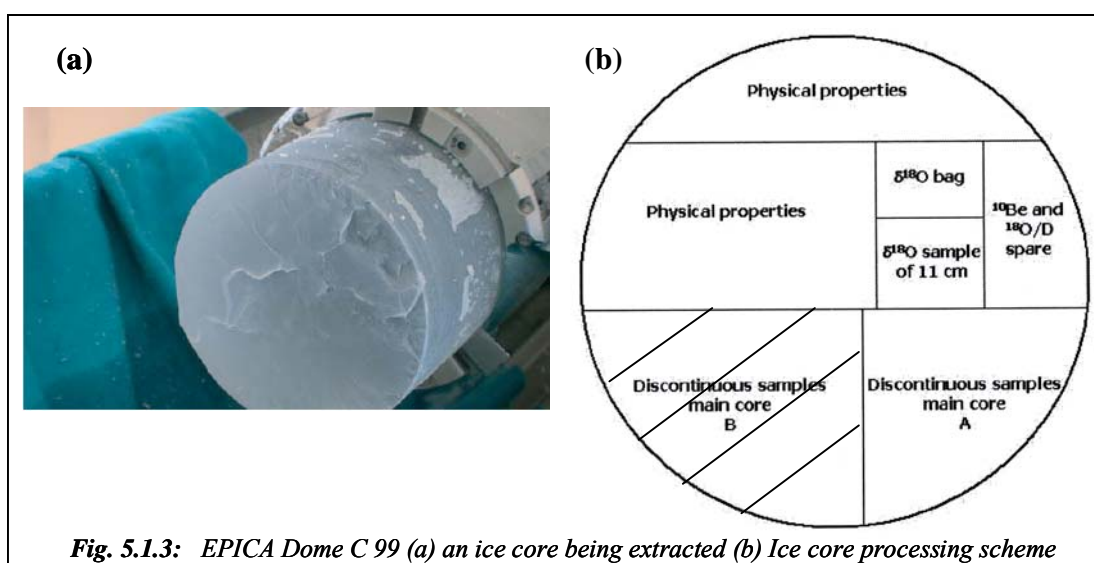 (a)
(b)
Physical properties
Physical properties
δ¹⁸O bag
δ¹⁸O sample
of 11 cm
¹⁰Be and
¹⁸O/D
spare
Discontinuous samples
main core
B
Discontinuous samples
main core
A
Fig. 5.1.3: EPICA Dome C 99 (a) an ice core being extracted (b) Ice core processing scheme